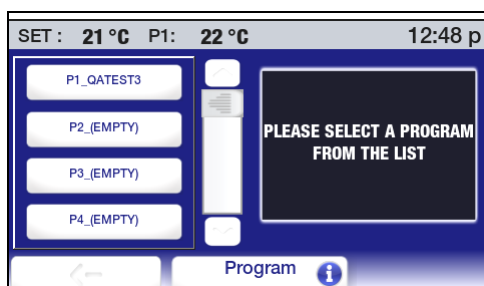 SET : 21 °C P1: 22 °C 12:48 p
P1_QATEST3
P2_(EMPTY)
P3_(EMPTY)
P4_(EMPTY)
PLEASE SELECT A PROGRAM
FROM THE LIST
Program i